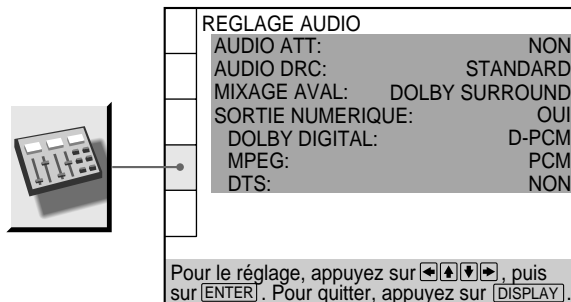 REGLAGE AUDIO
AUDIO ATT: NON
AUDIO DRC: STANDARD
MIXAGE AVAL: DOLBY SURROUND
SORTIE NUMERIQUE: OUI
DOLBY DIGITAL: D-PCM
MPEG: PCM
DTS: NON
Pour le réglage, appuyez sur ←↑↓→, puis
sur ENTER. Pour quitter, appuyez sur DISPLAY.